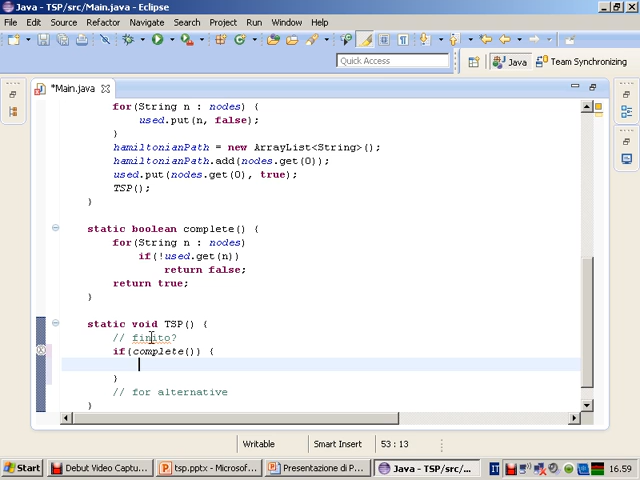 Java - TSP/src/Main.java - Eclipse
File Edit Source Refactor Navigate Search Project Run Window Help
Quick Access
Java
Team Synchronizing
*Main.java
for(String n : nodes) {
used.put(n, false);
}
hamiltonianPath = new ArrayList<String>();
hamiltonianPath.add(nodes.get(0));
used.put(nodes.get(0), true);
TSP();
}
static boolean complete() {
for(String n : nodes)
if(!used.get(n))
return false;
return true;
}
static void TSP() {
// finito?
if(complete()) {
}
// for alternative
}
Writable Smart Insert 53 : 13
Start Debut Video Captu... tsp.pptx - Microsof... Presentazione di P... Java - TSP/src/... IT 16.59